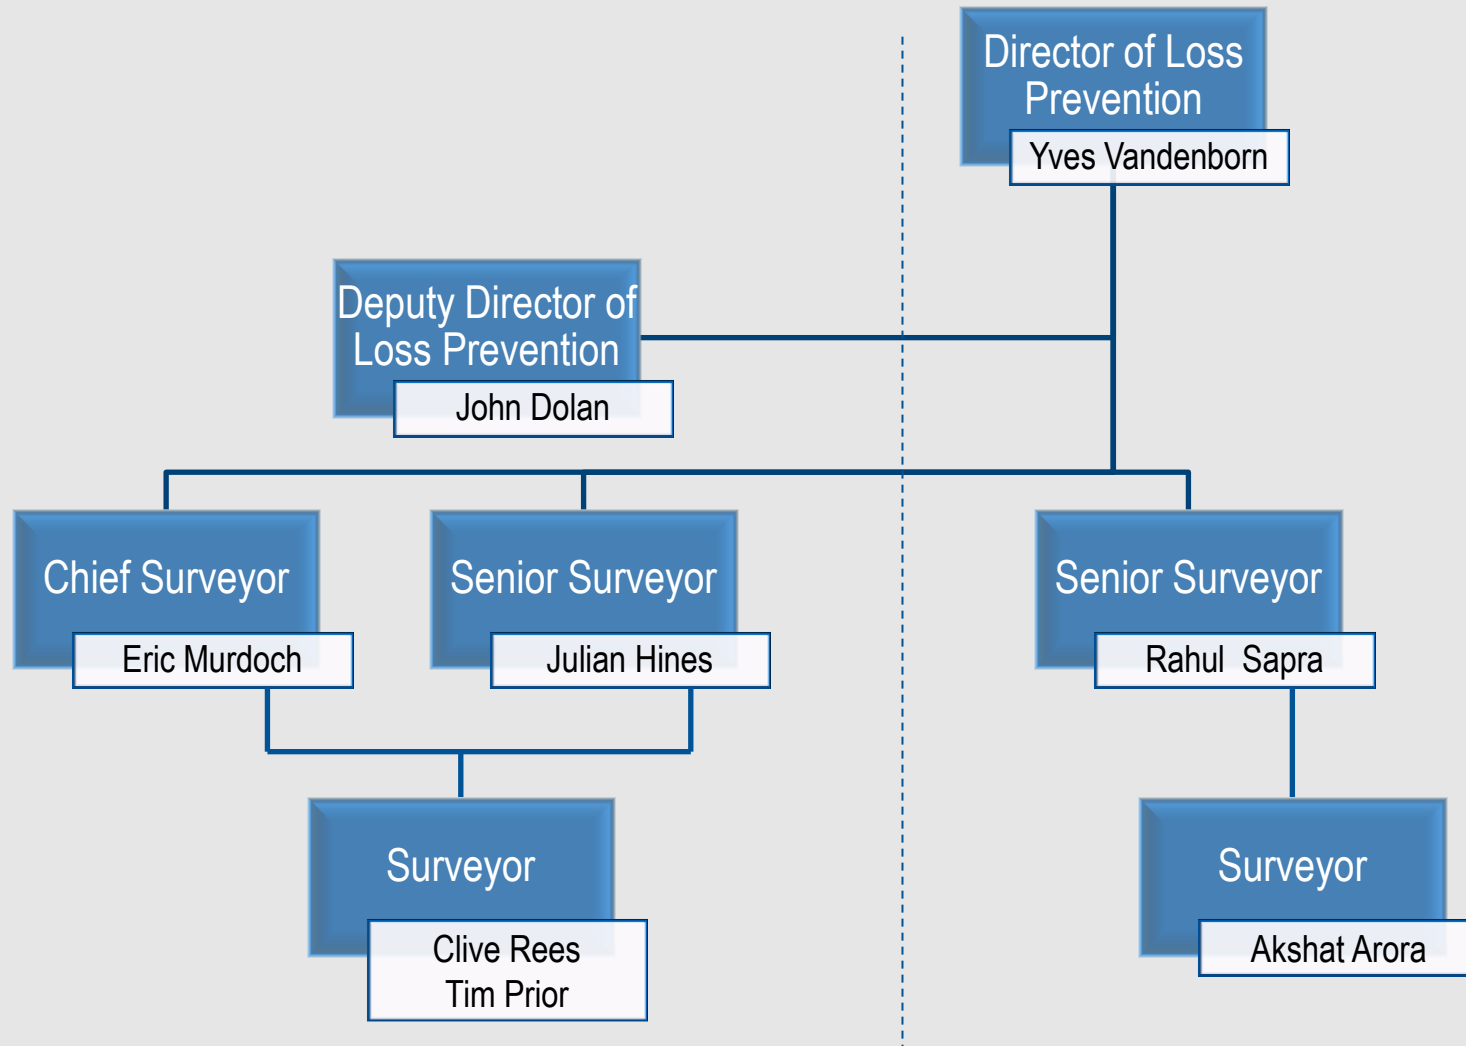 Director of Loss
Prevention
Yves Vandenborn
Deputy Director of
Loss Prevention
John Dolan
Chief Surveyor
Eric Murdoch
Senior Surveyor
Julian Hines
Senior Surveyor
Rahul Sapra
Surveyor
Clive Rees
Tim Prior
Surveyor
Akshat Arora